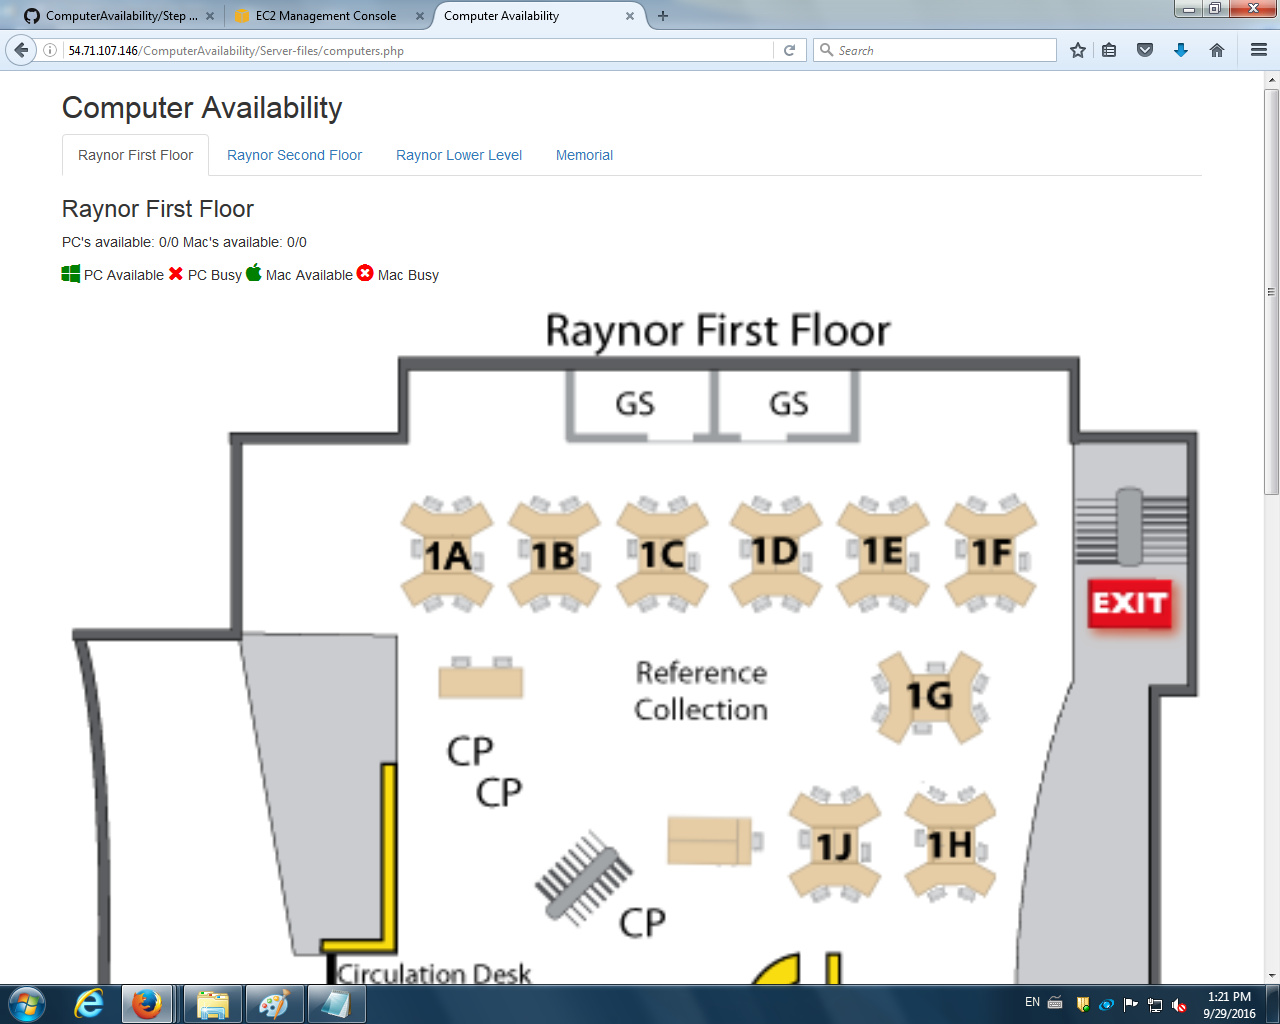 ComputerAvailability/Step ...
EC2 Management Console
Computer Availability
54.71.107.146/ComputerAvailability/Server-files/computers.php
Search
Computer Availability
Raynor First Floor
Raynor Second Floor
Raynor Lower Level
Memorial
Raynor First Floor
PC's available: 0/0 Mac's available: 0/0
PC Available
PC Busy
Mac Available
Mac Busy
Raynor First Floor
GS
GS
1A
1B
1C
1D
1E
1F
EXIT
Reference
Collection
1G
CP
CP
1J
1H
CP
Circulation Desk
EN
1:21 PM
9/29/2016